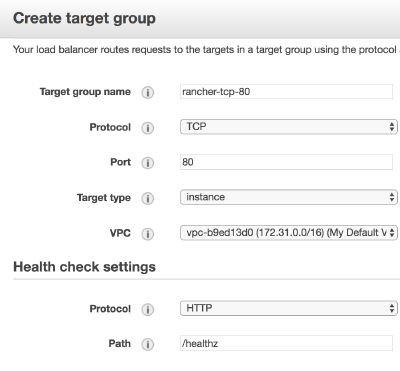 Create target group
Your load balancer routes requests to the targets in a target group using the protocol
Target group name i rancher-tcp-80
Protocol i TCP
Port i 80
Target type i instance
VPC i vpc-b9ed13d0 (172.31.0.0/16) (My Default V
Health check settings
Protocol i HTTP
Path i /healthz